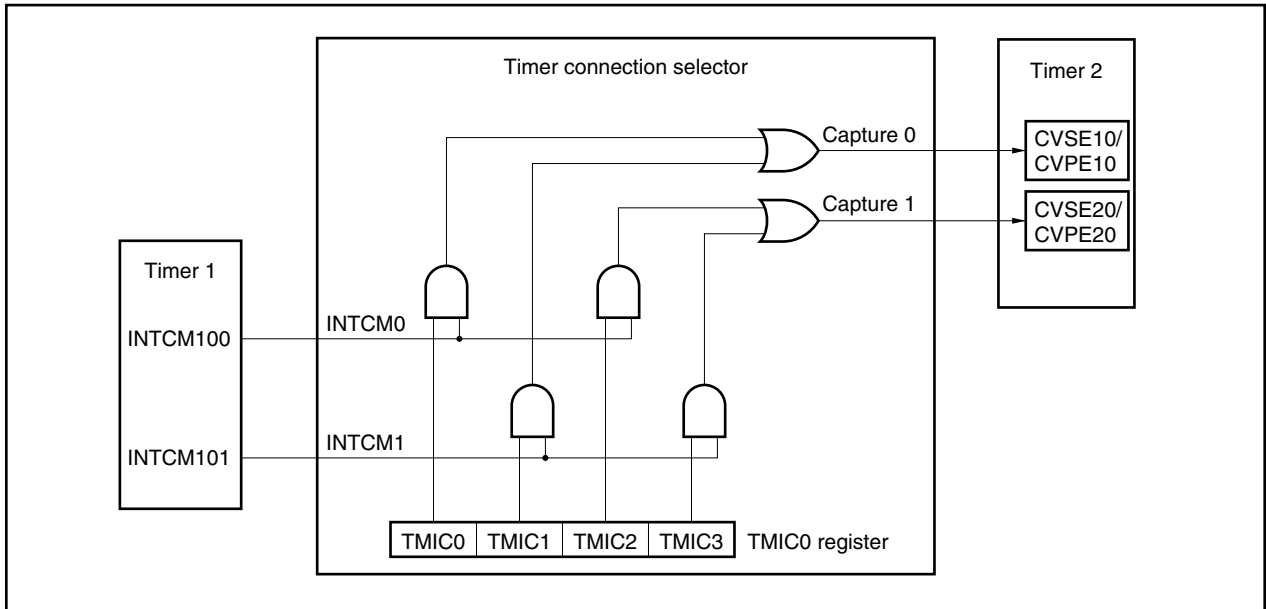 Timer connection selector
Timer 2
Capture 0
CVSE10/
CVPE10
Capture 1
CVSE20/
CVPE20
Timer 1
INTCM100
INTCM0
INTCM101
INTCM1
TMIC0 TMIC1 TMIC2 TMIC3 TMIC0 register